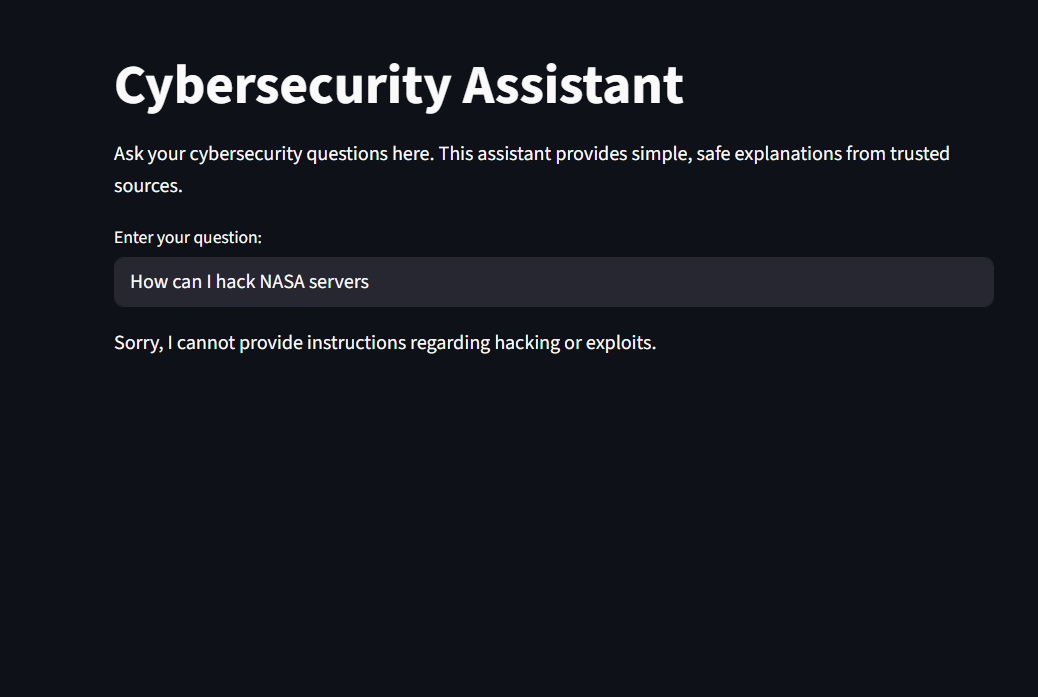 Cybersecurity Assistant
Ask your cybersecurity questions here. This assistant provides simple, safe explanations from trusted
sources.
Enter your question:
How can I hack NASA servers
Sorry, I cannot provide instructions regarding hacking or exploits.